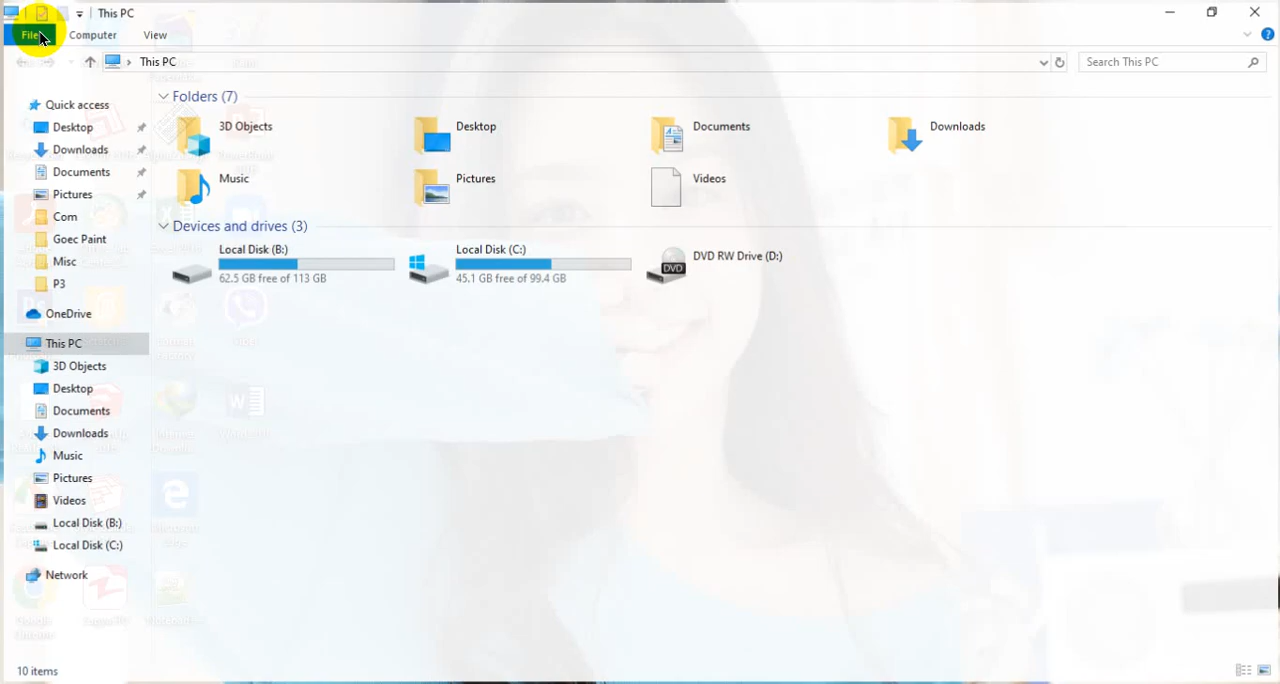 This PC
File
Computer
View
This PC
Search This PC
Quick access
Desktop
Downloads
Documents
Pictures
Com
Goec Paint
Misc
P3
OneDrive
This PC
3D Objects
Desktop
Documents
Downloads
Music
Pictures
Videos
Local Disk (B:)
Local Disk (C:)
Network
Folders (7)
3D Objects
Desktop
Documents
Downloads
Music
Pictures
Videos
Devices and drives (3)
Local Disk (B:)
62.5 GB free of 113 GB
Local Disk (C:)
45.1 GB free of 99.4 GB
DVD RW Drive (D:)
DVD
Google
Chrome
10 items